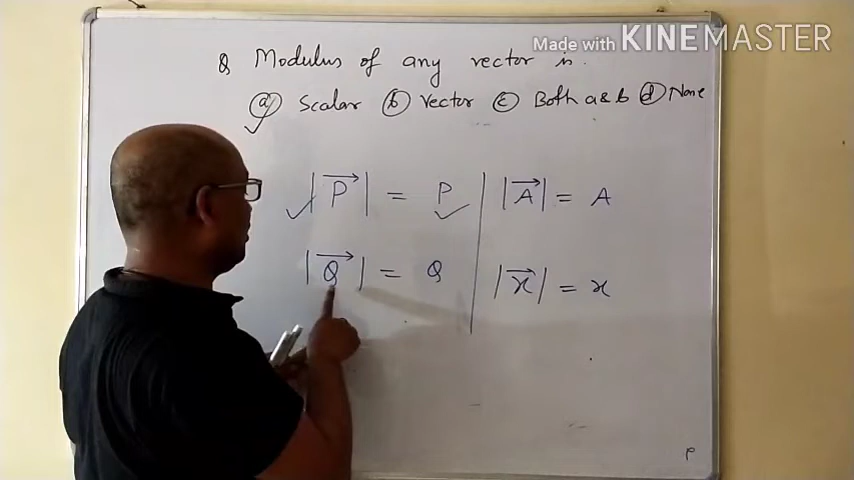 Made with KINEMASTER
Q Modulus of any vector is.
(a) Scalar (b) Vector (c) Both a & b (d) None
|P⃗| = P |A⃗| = A
|Q⃗| = Q |x⃗| = x
P